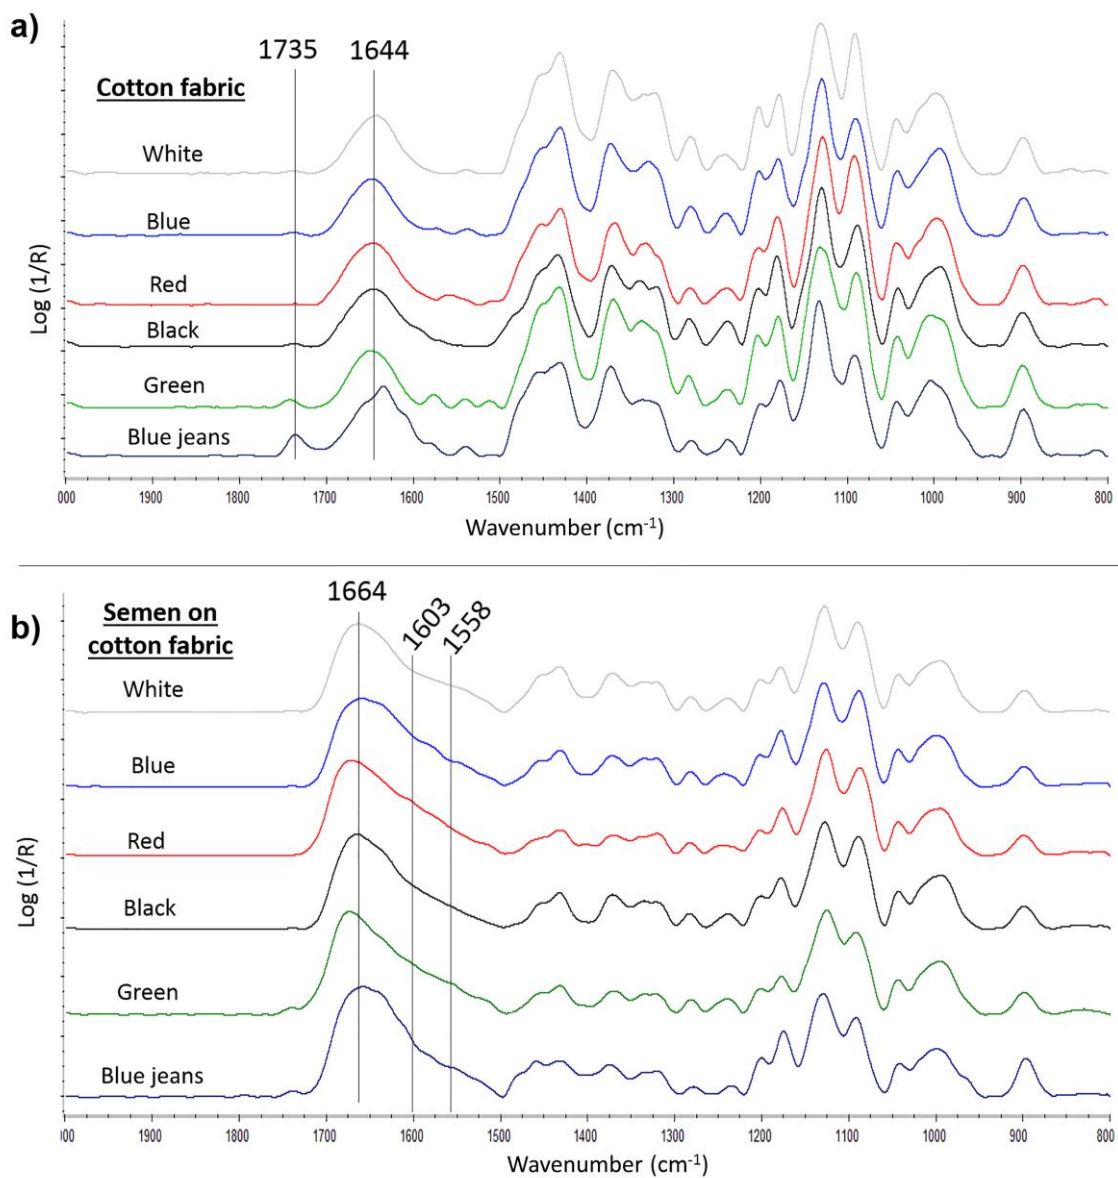 a)
1735 1644
Cotton fabric
White
Blue
Red
Black
Green
Blue jeans
Log (1/R)
000 1900 1800 1700 1600 1500 1400 1300 1200 1100 1000 900 800
Wavenumber (cm⁻¹)
b)
1664 1603 1558
Semen on
cotton fabric
White
Blue
Red
Black
Green
Blue jeans
Log (1/R)
000 1900 1800 1700 1600 1500 1400 1300 1200 1100 1000 900 800
Wavenumber (cm⁻¹)